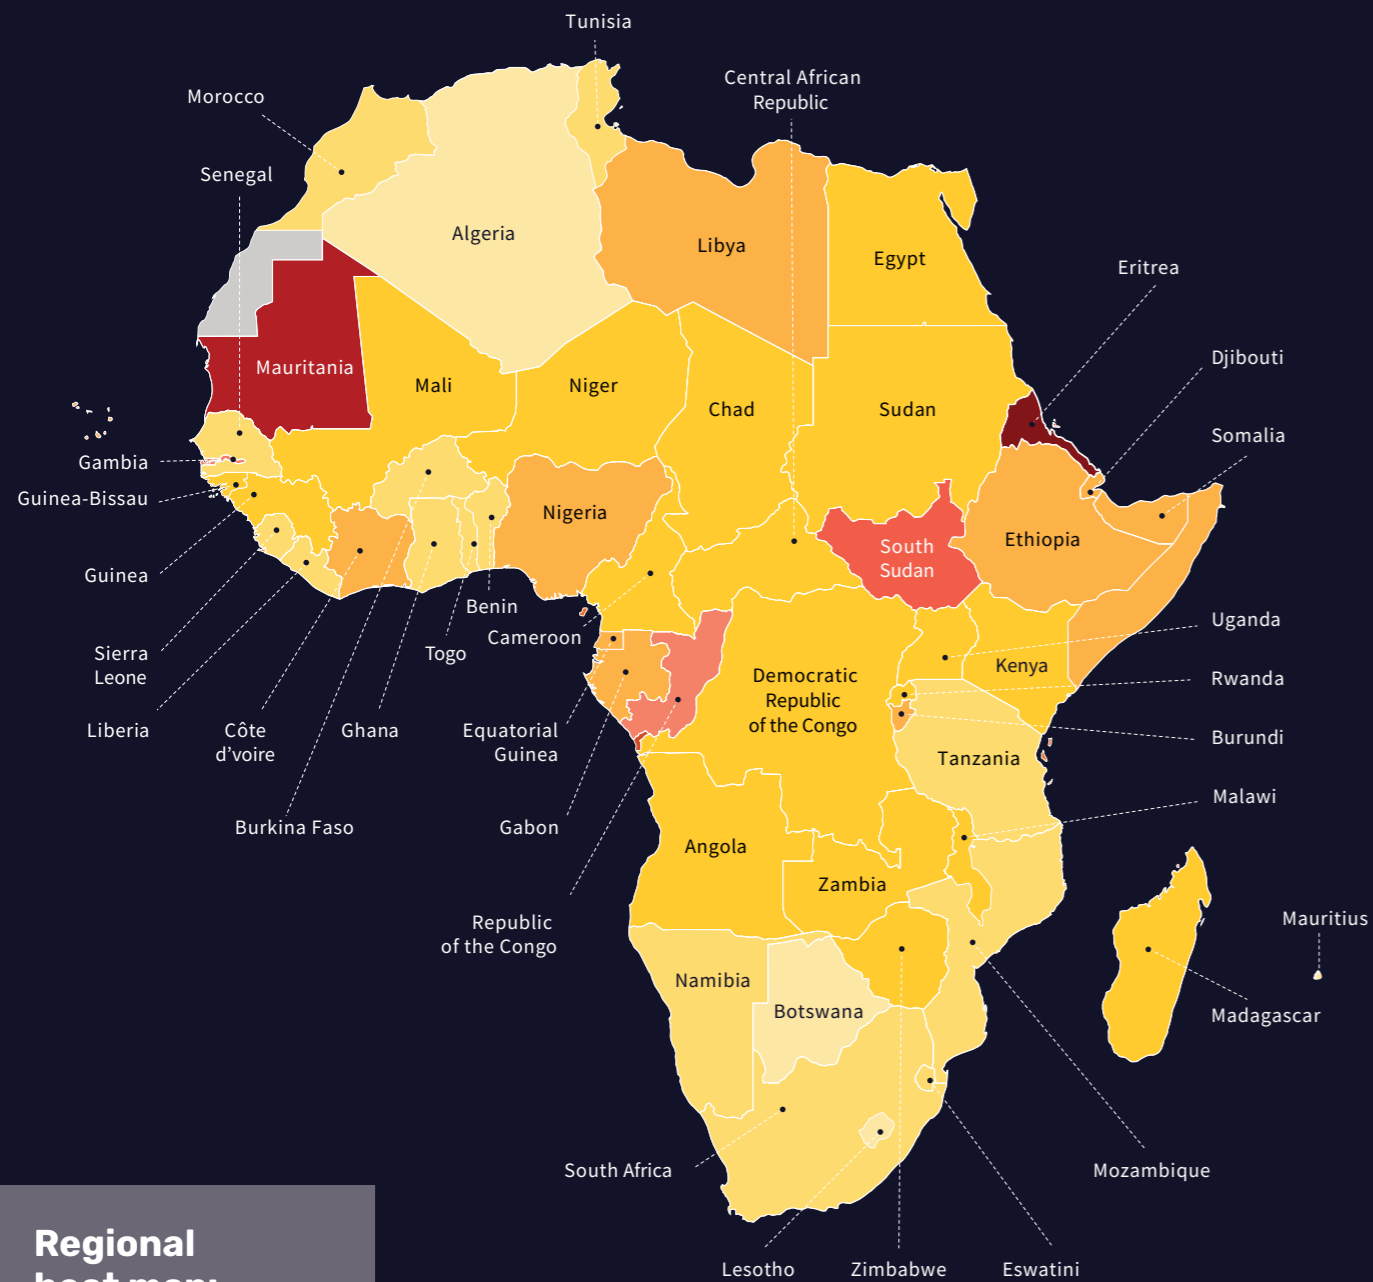 Tunisia
Central African
Republic
Morocco
Senegal
Algeria
Libya
Egypt
Eritrea
Djibouti
Mauritania
Mali
Niger
Chad
Sudan
Somalia
Gambia
Guinea-Bissau
Nigeria
Ethiopia
South
Sudan
Guinea
Benin
Cameroon
Uganda
Sierra
Leone
Togo
Kenya
Democratic
Republic
of the Congo
Rwanda
Liberia
Côte
d’voire
Ghana
Equatorial
Guinea
Burundi
Tanzania
Malawi
Burkina Faso
Gabon
Angola
Zambia
Republic
of the Congo
Mauritius
Namibia
Botswana
Madagascar
South Africa
Mozambique
Lesotho
Zimbabwe
Eswatini
Regional
heat map: